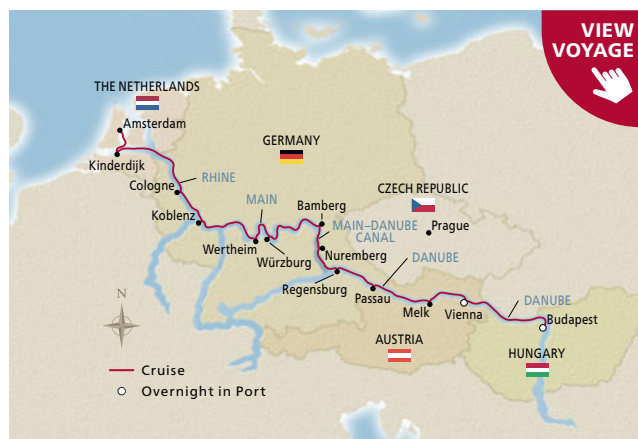 VIEW
VOYAGE
THE NETHERLANDS
Amsterdam
Kinderdijk
GERMANY
Cologne
RHINE
Koblenz
MAIN
Wertheim
Würzburg
Bamberg
CZECH REPUBLIC
MAIN–DANUBE
CANAL
Prague
Nuremberg
DANUBE
Regensburg
Passau
Melk
Vienna
DANUBE
Budapest
AUSTRIA
HUNGARY
N
Cruise
Overnight in Port